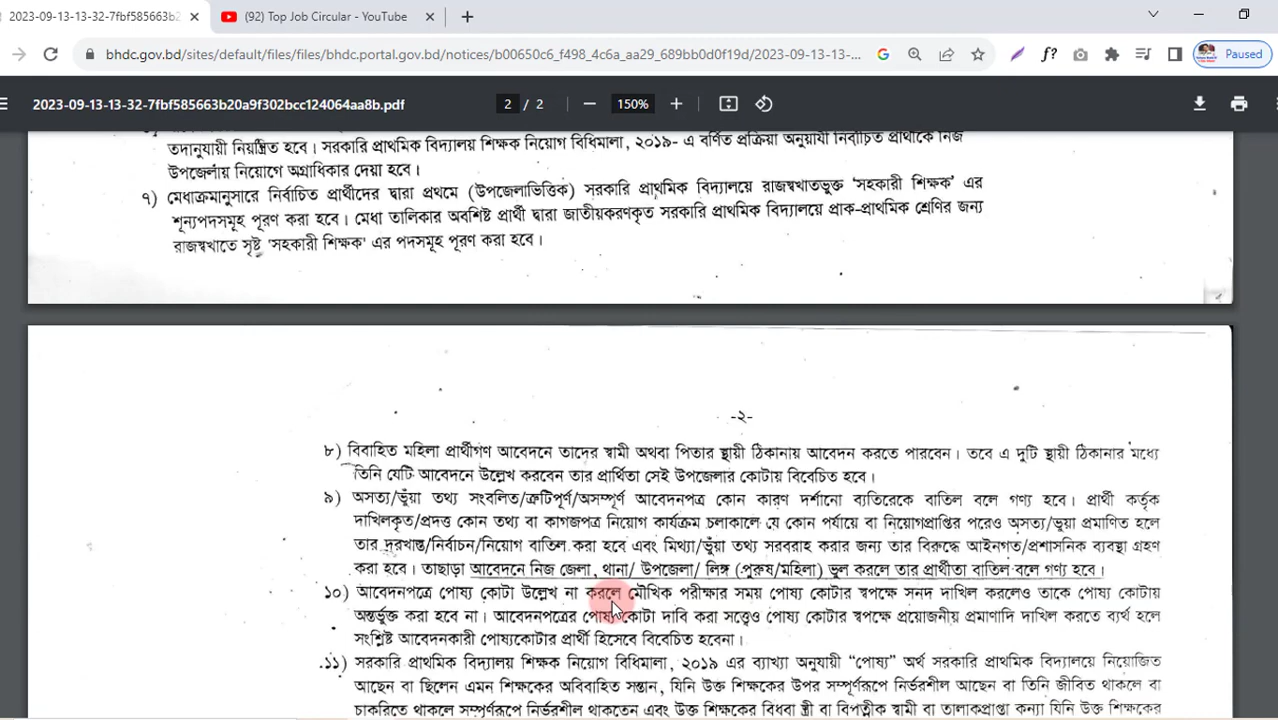 2023-09-13-13-32-7fbf585663b2
(92) Top Job Circular - YouTube
bhdc.gov.bd/sites/default/files/files/bhdc.portal.gov.bd/notices/b00650c6_f498_4c6a_aa29_689bb0d0f19d/2023-09-13-13-...
Paused
2023-09-13-13-32-7fbf585663b20a9f302bcc124064aa8b.pdf
2 / 2
150%
তদানুযায়ী নিয়ন্ত্রিত হবে। সরকারি প্রাথমিক বিদ্যালয় শিক্ষক নিয়োগ বিধিমালা, ২০১৯- এ বর্ণিত প্রক্রিয়া অনুযায়ী নির্বাচিত প্রার্থীকে নিজ
উপজেলায় নিয়োগে অগ্রাধিকার দেয়া হবে।
৭) মেধাক্রমানুসারে নির্বাচিত প্রার্থীদের দ্বারা প্রথমে (উপজেলাভিত্তিক) সরকারি প্রাথমিক বিদ্যালয়ে রাজস্বখাতভুক্ত ‘সহকারী শিক্ষক’ এর
শূন্যপদসমূহ পূরণ করা হবে। মেধা তালিকার অবশিষ্ট প্রার্থী দ্বারা জাতীয়করণকৃত সরকারি প্রাথমিক বিদ্যালয়ে প্রাক-প্রাথমিক শ্রেণির জন্য
রাজস্বখাতে সৃষ্ট ‘সহকারী শিক্ষক’ এর পদসমূহ পূরণ করা হবে।
-২-
৮) বিবাহিত মহিলা প্রার্থীগণ আবেদনে তাদের স্বামী অথবা পিতার স্থায়ী ঠিকানায় আবেদন করতে পারবেন। তবে এ দুটি স্থায়ী ঠিকানার মধ্যে
তিনি যেটি আবেদনে উল্লেখ করবেন তার প্রার্থিতা সেই উপজেলার কোটায় বিবেচিত হবে।
৯) অসত্য/ভুঁয়া তথ্য সংবলিত/ত্রুটিপূর্ণ/অসম্পূর্ণ আবেদনপত্র কোন কারণ দর্শানো ব্যতিরেকে বাতিল বলে গণ্য হবে। প্রার্থী কর্তৃক
দাখিলকৃত/প্রদত্ত কোন তথ্য বা কাগজপত্র নিয়োগ কার্যক্রম চলাকালে যে কোন পর্যায়ে বা নিয়োগপ্রাপ্তির পরেও অসত্য/ভুয়া প্রমাণিত হলে
তার দরখাস্ত/নির্বাচন/নিয়োগ বাতিল করা হবে এবং মিথ্যা/ভুঁয়া তথ্য সরবরাহ করার জন্য তার বিরুদ্ধে আইনগত/প্রশাসনিক ব্যবস্থা গ্রহণ
করা হবে। তাছাড়া আবেদনে নিজ জেলা, থানা/ উপজেলা/ লিঙ্গ (পুরুষ/মহিলা) ভুল করলে তার প্রার্থীতা বাতিল বলে গণ্য হবে।
১০) আবেদনপত্রে পোষ্য কোটা উল্লেখ না করলে মৌখিক পরীক্ষার সময় পোষ্য কোটার স্বপক্ষে সনদ দাখিল করলেও তাকে পোষ্য কোটায়
অন্তর্ভুক্ত করা হবে না। আবেদনপত্রের পোষ্য কোটা দাবি করা সত্ত্বেও পোষ্য কোটার স্বপক্ষে প্রয়োজনীয় প্রমাণাদি দাখিল করতে ব্যর্থ হলে
সংশ্লিষ্ট আবেদনকারী পোষ্যকোটার প্রার্থী হিসেবে বিবেচিত হবেনা।
১১) সরকারি প্রাথমিক বিদ্যালয় শিক্ষক নিয়োগ বিধিমালা, ২০১৯ এর ব্যাখ্যা অনুযায়ী “পোষ্য” অর্থ সরকারি প্রাথমিক বিদ্যালয়ে নিয়োজিত
আছেন বা ছিলেন এমন শিক্ষকের অবিবাহিত সন্তান, যিনি উক্ত শিক্ষকের উপর সম্পূর্ণরূপে নির্ভরশীল আছেন বা তিনি জীবিত থাকলে বা
চাকরিতে থাকলে সম্পূর্ণরূপে নির্ভরশীল থাকতেন এবং উক্ত শিক্ষকের বিধবা স্ত্রী বা বিপত্নীক স্বামী বা তালাকপ্রাপ্তা কন্যা যিনি উক্ত শিক্ষকের